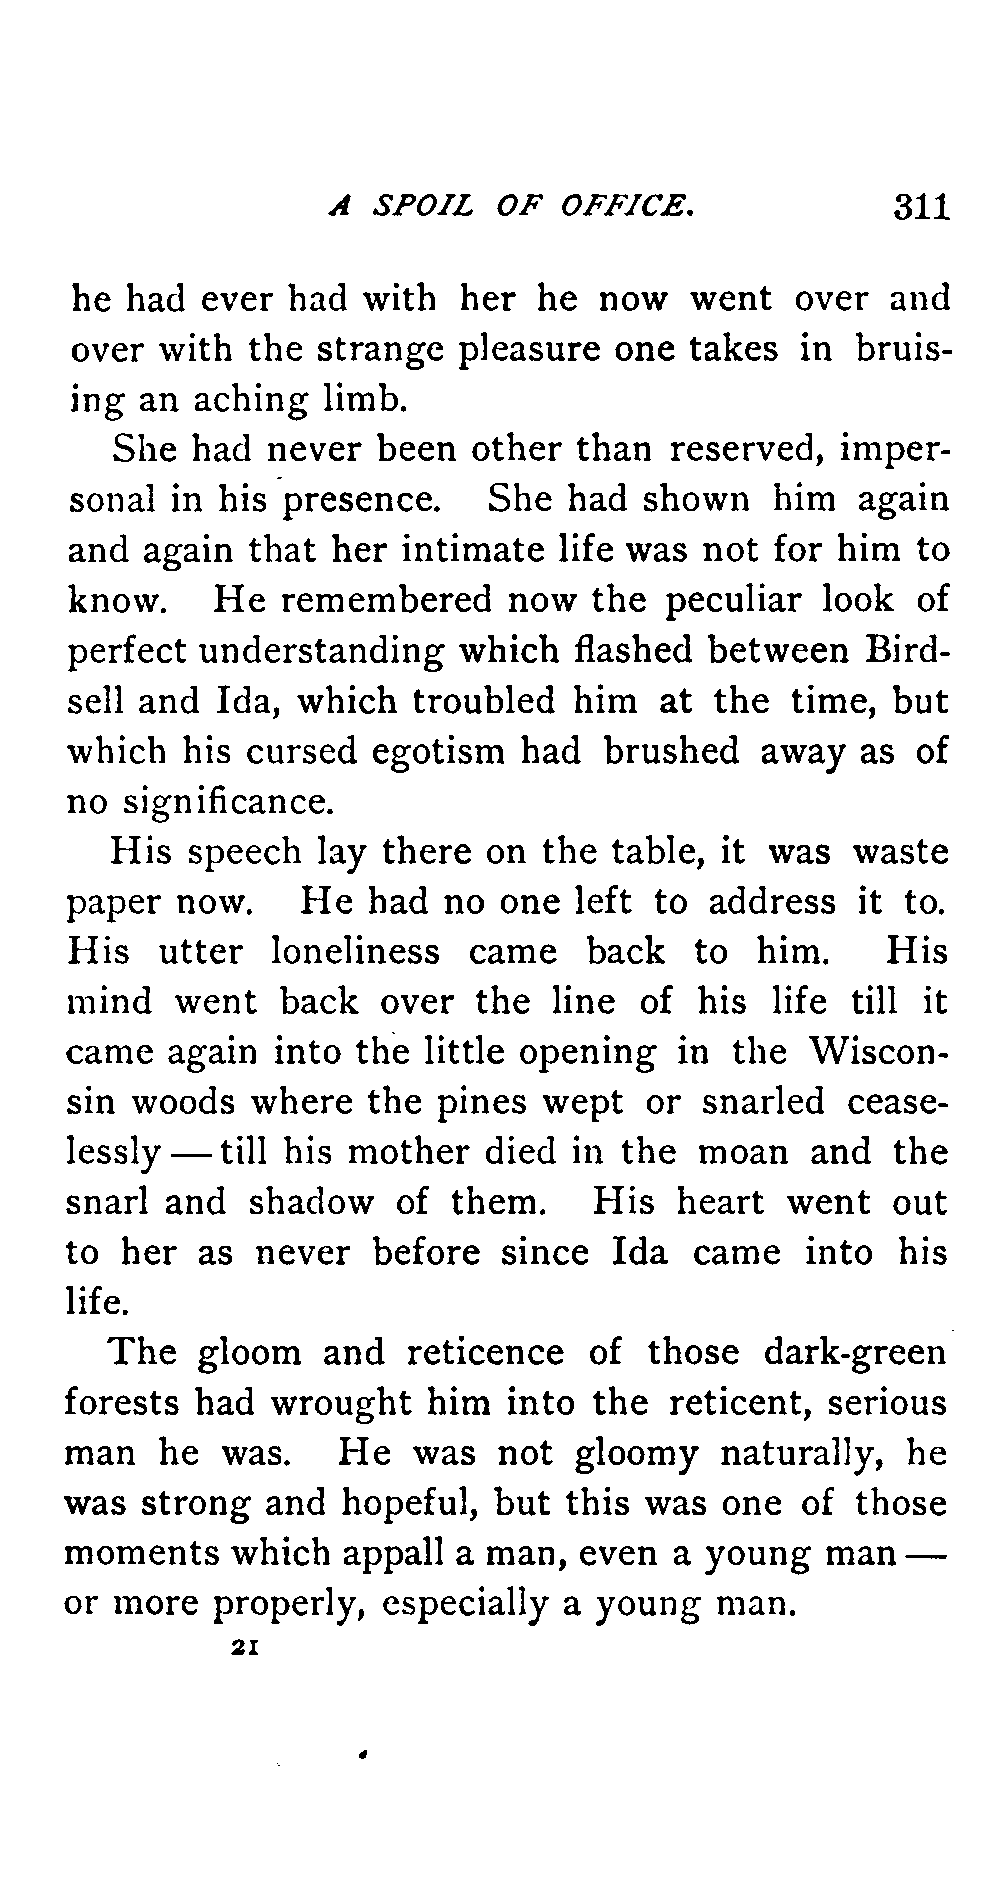 A SPOIL OF OFFICE. 311
he had ever had with her he now went over and
over with the strange pleasure one takes in bruis-
ing an aching limb.
She had never been other than reserved, imper-
sonal in his presence. She had shown him again
and again that her intimate life was not for him to
know. He remembered now the peculiar look of
perfect understanding which flashed between Bird-
sell and Ida, which troubled him at the time, but
which his cursed egotism had brushed away as of
no significance.
His speech lay there on the table, it was waste
paper now. He had no one left to address it to.
His utter loneliness came back to him. His
mind went back over the line of his life till it
came again into the little opening in the Wiscon-
sin woods where the pines wept or snarled cease-
lessly — till his mother died in the moan and the
snarl and shadow of them. His heart went out
to her as never before since Ida came into his
life.
The gloom and reticence of those dark-green
forests had wrought him into the reticent, serious
man he was. He was not gloomy naturally, he
was strong and hopeful, but this was one of those
moments which appall a man, even a young man —
or more properly, especially a young man.
21